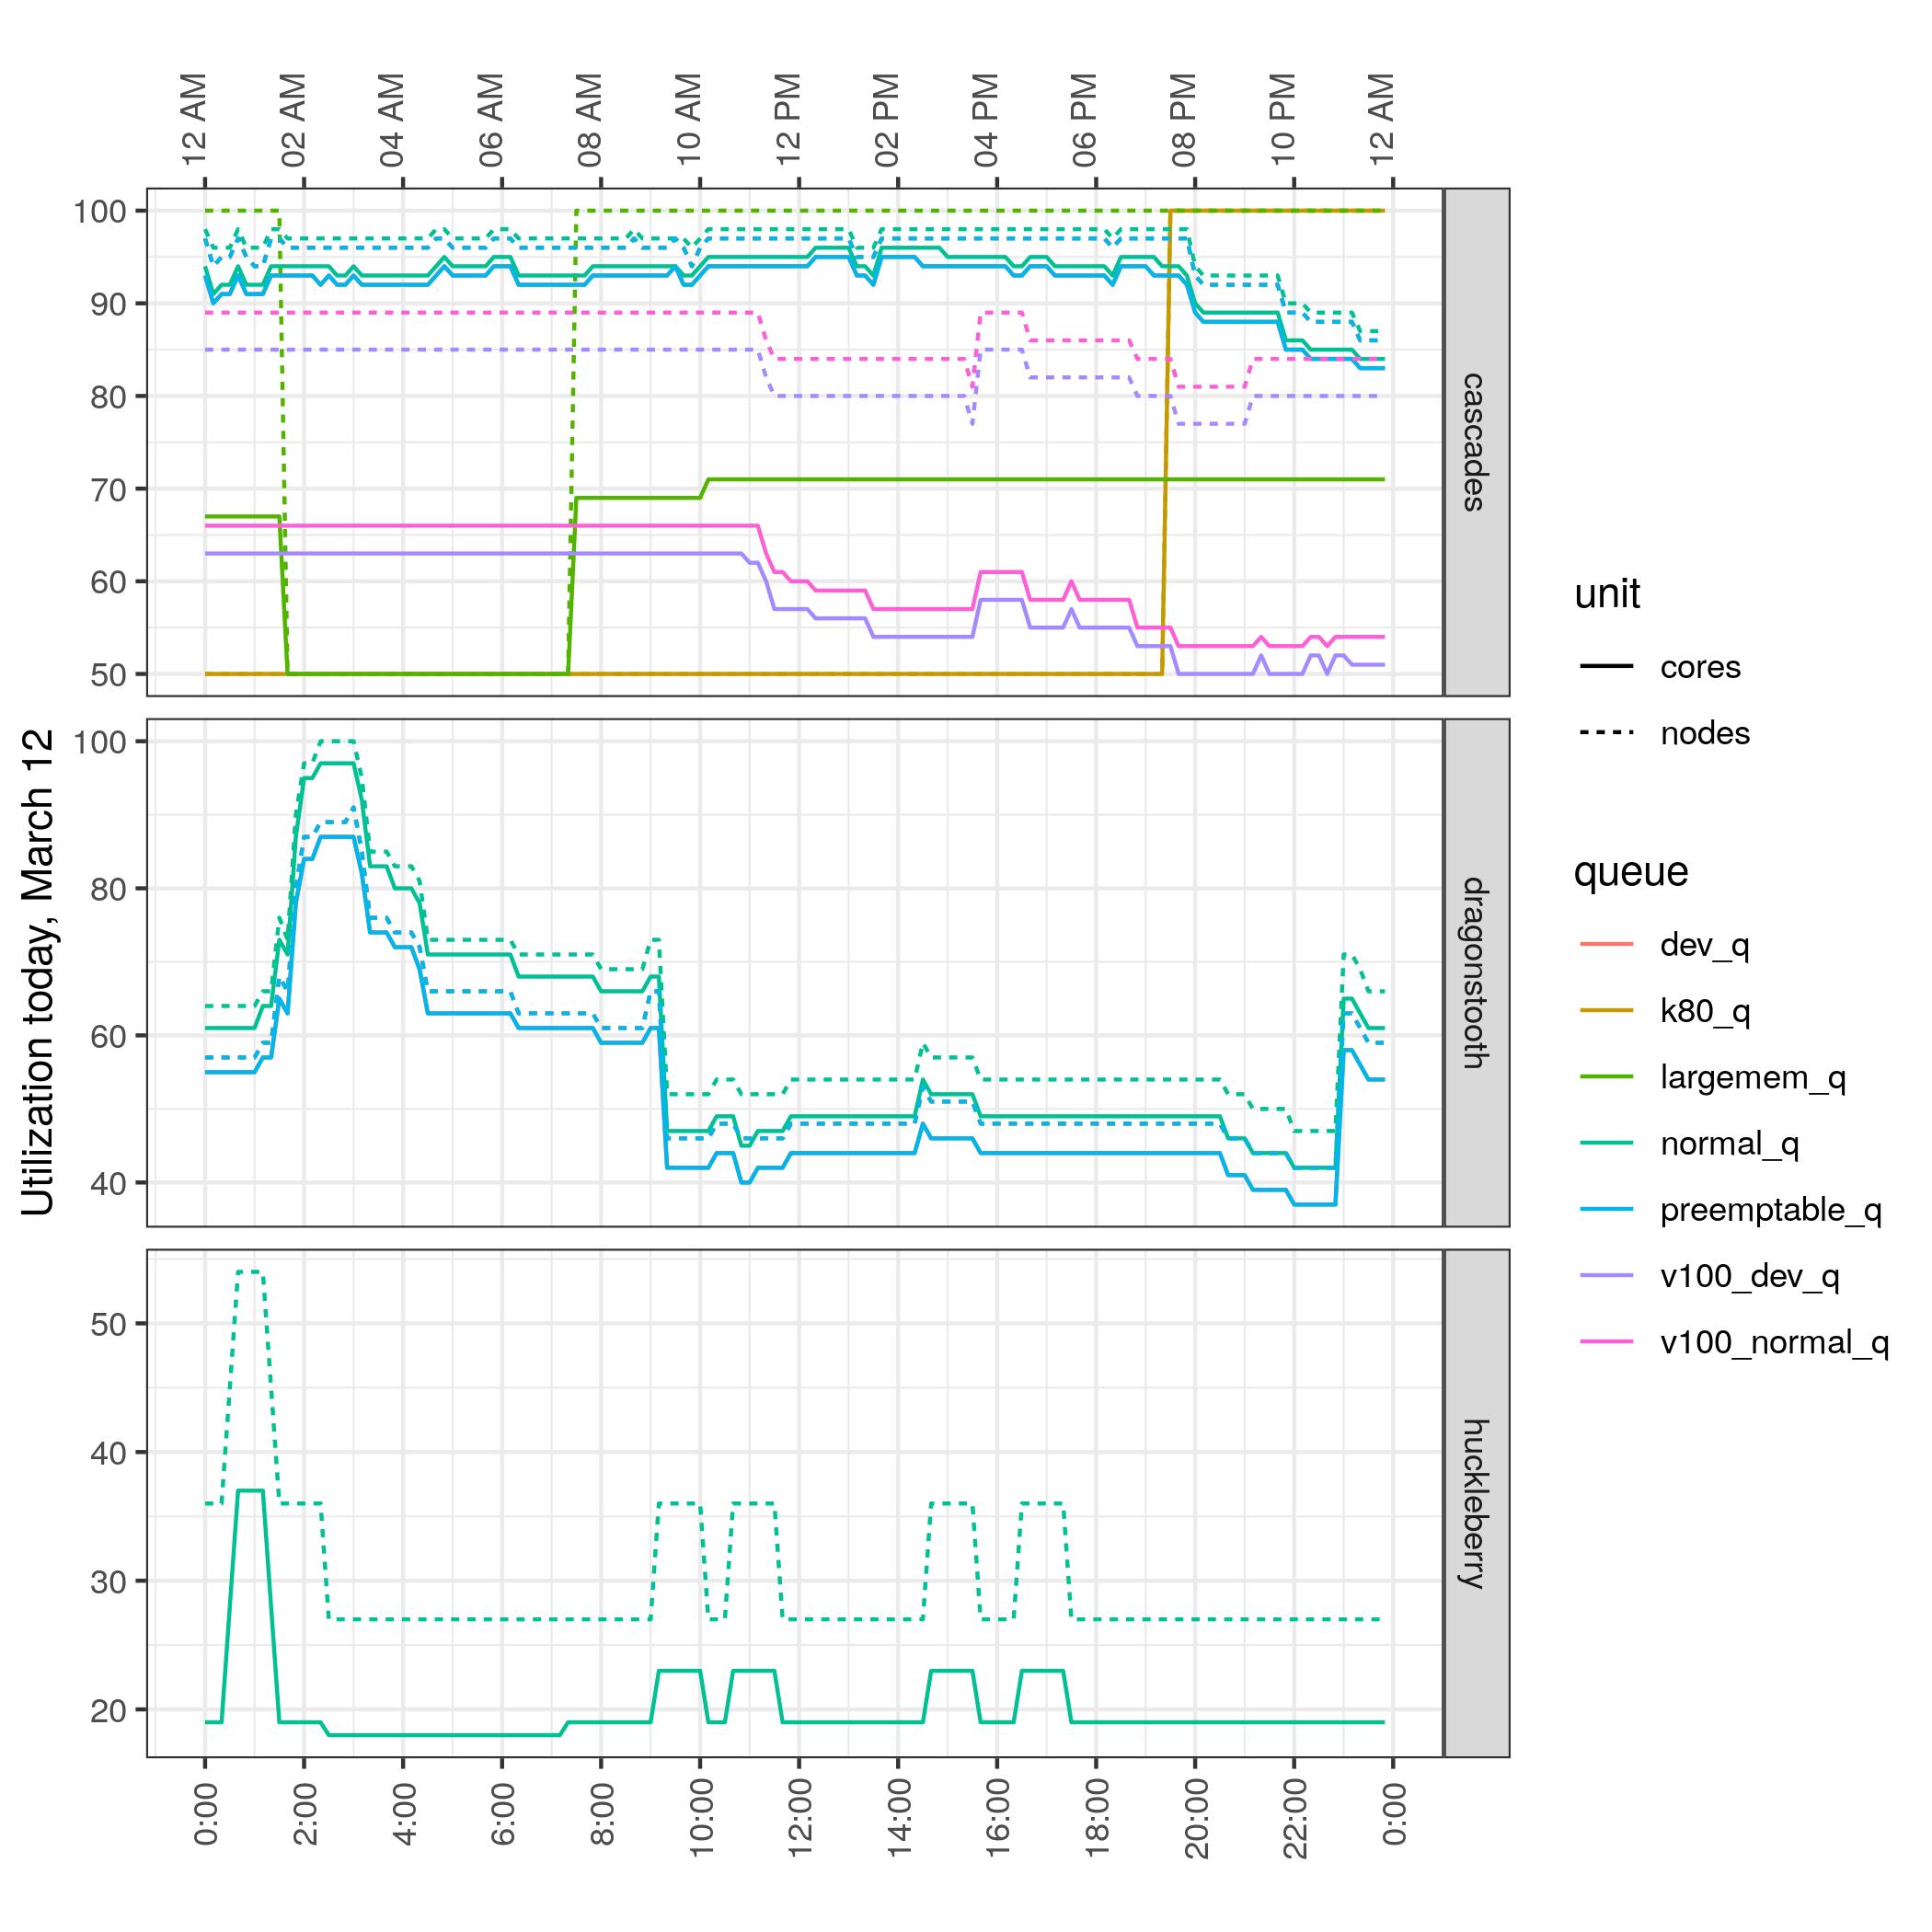 12 AM
02 AM
04 AM
06 AM
08 AM
10 AM
12 PM
02 PM
04 PM
06 PM
08 PM
10 PM
12 AM
Utilization today, March 12
100
90
80
70
60
50
cascades
100
80
60
40
dragonstooth
50
40
30
20
huckleberry
0:00
2:00
4:00
6:00
8:00
10:00
12:00
14:00
16:00
18:00
20:00
22:00
0:00
unit
cores
nodes
queue
dev_q
k80_q
largemem_q
normal_q
preemptable_q
v100_dev_q
v100_normal_q